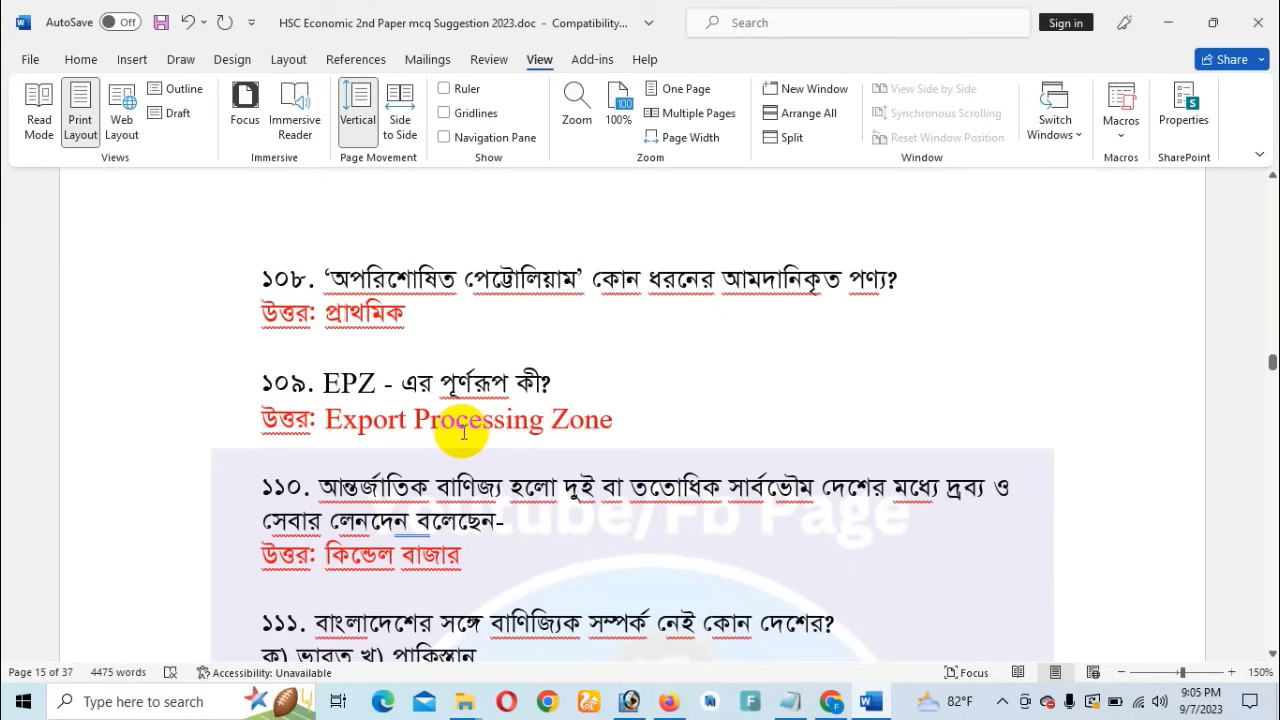 AutoSave Off HSC Economic 2nd Paper mcq Suggestion 2023.doc - Compatibility... Search Sign in
File Home Insert Draw Design Layout References Mailings Review View Add-ins Help Share
Read Mode
Print Layout
Web Layout
Outline
Draft
Views
Focus
Immersive Reader
Immersive
Vertical
Side to Side
Page Movement
Ruler
Gridlines
Navigation Pane
Show
Zoom
100
100%
One Page
Multiple Pages
Page Width
Zoom
New Window
Arrange All
Split
View Side by Side
Synchronous Scrolling
Reset Window Position
Switch Windows
Window
Macros
Macros
Properties
SharePoint
১০৮. ‘অপরিশোধিত পেট্টোলিয়াম’ কোন ধরনের আমদানিকৃত পণ্য?
উত্তর: প্রাথমিক
১০৯. EPZ - এর পূর্ণরূপ কী?
উত্তর: Export Processing Zone
১১০. আন্তর্জাতিক বাণিজ্য হলো দুই বা ততোধিক সার্বভৌম দেশের মধ্যে দ্রব্য ও
সেবার লেনদেন বলেছেন-
উত্তর: কিন্ডেল বাজার
Youtube/Fb Page
১১১. বাংলাদেশের সঙ্গে বাণিজ্যিক সম্পর্ক নেই কোন দেশের?
ক) ভারত খ) পাকিস্তান
Page 15 of 37 4475 words Accessibility: Unavailable Focus 150%
Type here to search 82°F 9:05 PM
9/7/2023